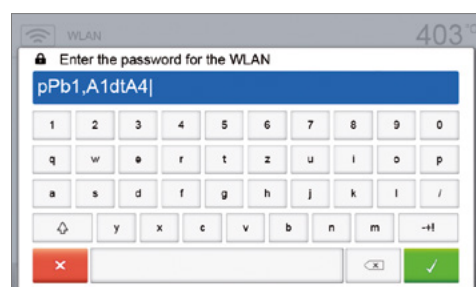 WLAN 403°C
Enter the password for the WLAN
pPb1,A1dtA4|
1 2 3 4 5 6 7 8 9 0
q w e r t z u i o p
a s d f g h j k l /
y x c v b n m →!